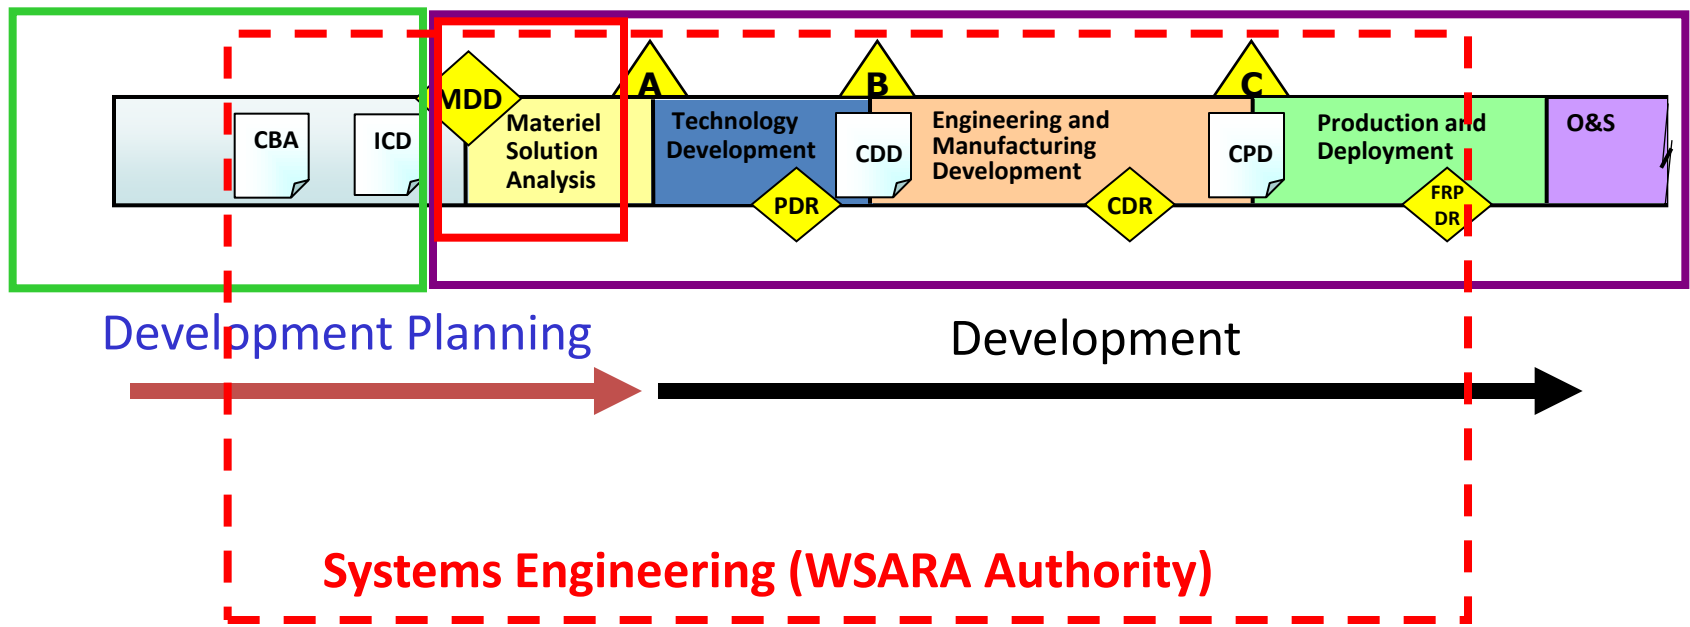 A
B
C
MDD
CBA
ICD
Materiel
Solution
Analysis
Technology
Development
PDR
CDD
Engineering and
Manufacturing
Development
CDR
CPD
Production and
Deployment
FRP
DR
O&S
Development Planning
Development
Systems Engineering (WSARA Authority)